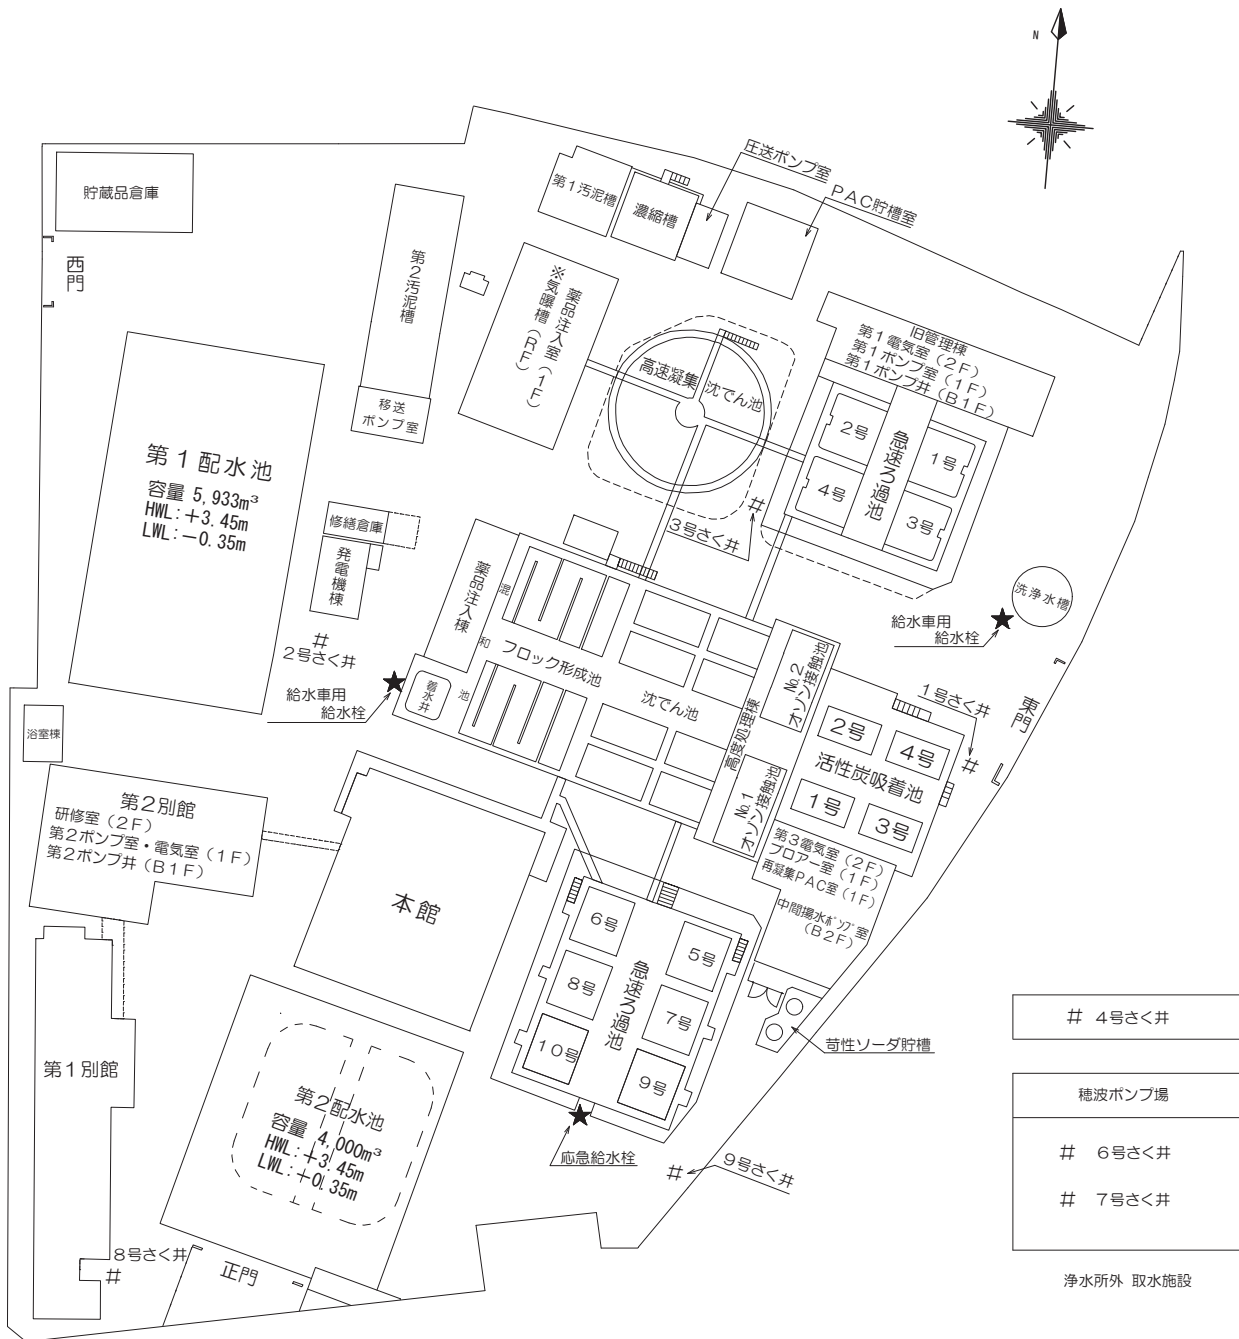 N
圧送ポンプ室
PAC貯槽室
貯蔵品倉庫
第1汚泥槽
濃縮槽
西門
第2汚泥槽
薬品注入室(1F)
※気曝槽(RF)
旧管理棟
第1電気室(2F)
第1ポンプ室(1F)
第1ポンプ井(B1F)
高速凝集沈でん池
移送
ポンプ室
2号
急速ろ過池
1号
4号
3号
第1配水池
容量 5,933m³
HWL:+3.45m
LWL:-0.35m
3号さく井
修繕倉庫
発電機棟
薬品注入棟
混和池
洗浄水槽
給水車用
給水栓
2号さく井
フロック形成池
給水車用
給水栓
着水井
沈でん池
高度処理棟
No.2
オゾン接触池
No.1
オゾン接触池
1号さく井
東門
2号
4号
活性炭吸着池
1号
3号
浴室棟
第2別館
研修室(2F)
第2ポンプ室・電気室(1F)
第2ポンプ井(B1F)
第3電気室(2F)
ブロアー室(1F)
再凝集PAC室(1F)
中間揚水ポンプ室
(B2F)
本館
6号
5号
8号
急速ろ過池
7号
10号
9号
苛性ソーダ貯槽
# 4号さく井
第1別館
第2配水池
容量 4,000m³
HWL:+3.45m
LWL:+0.35m
穂波ポンプ場
# 6号さく井
# 7号さく井
応急給水栓
9号さく井
8号さく井
正門
浄水所外 取水施設